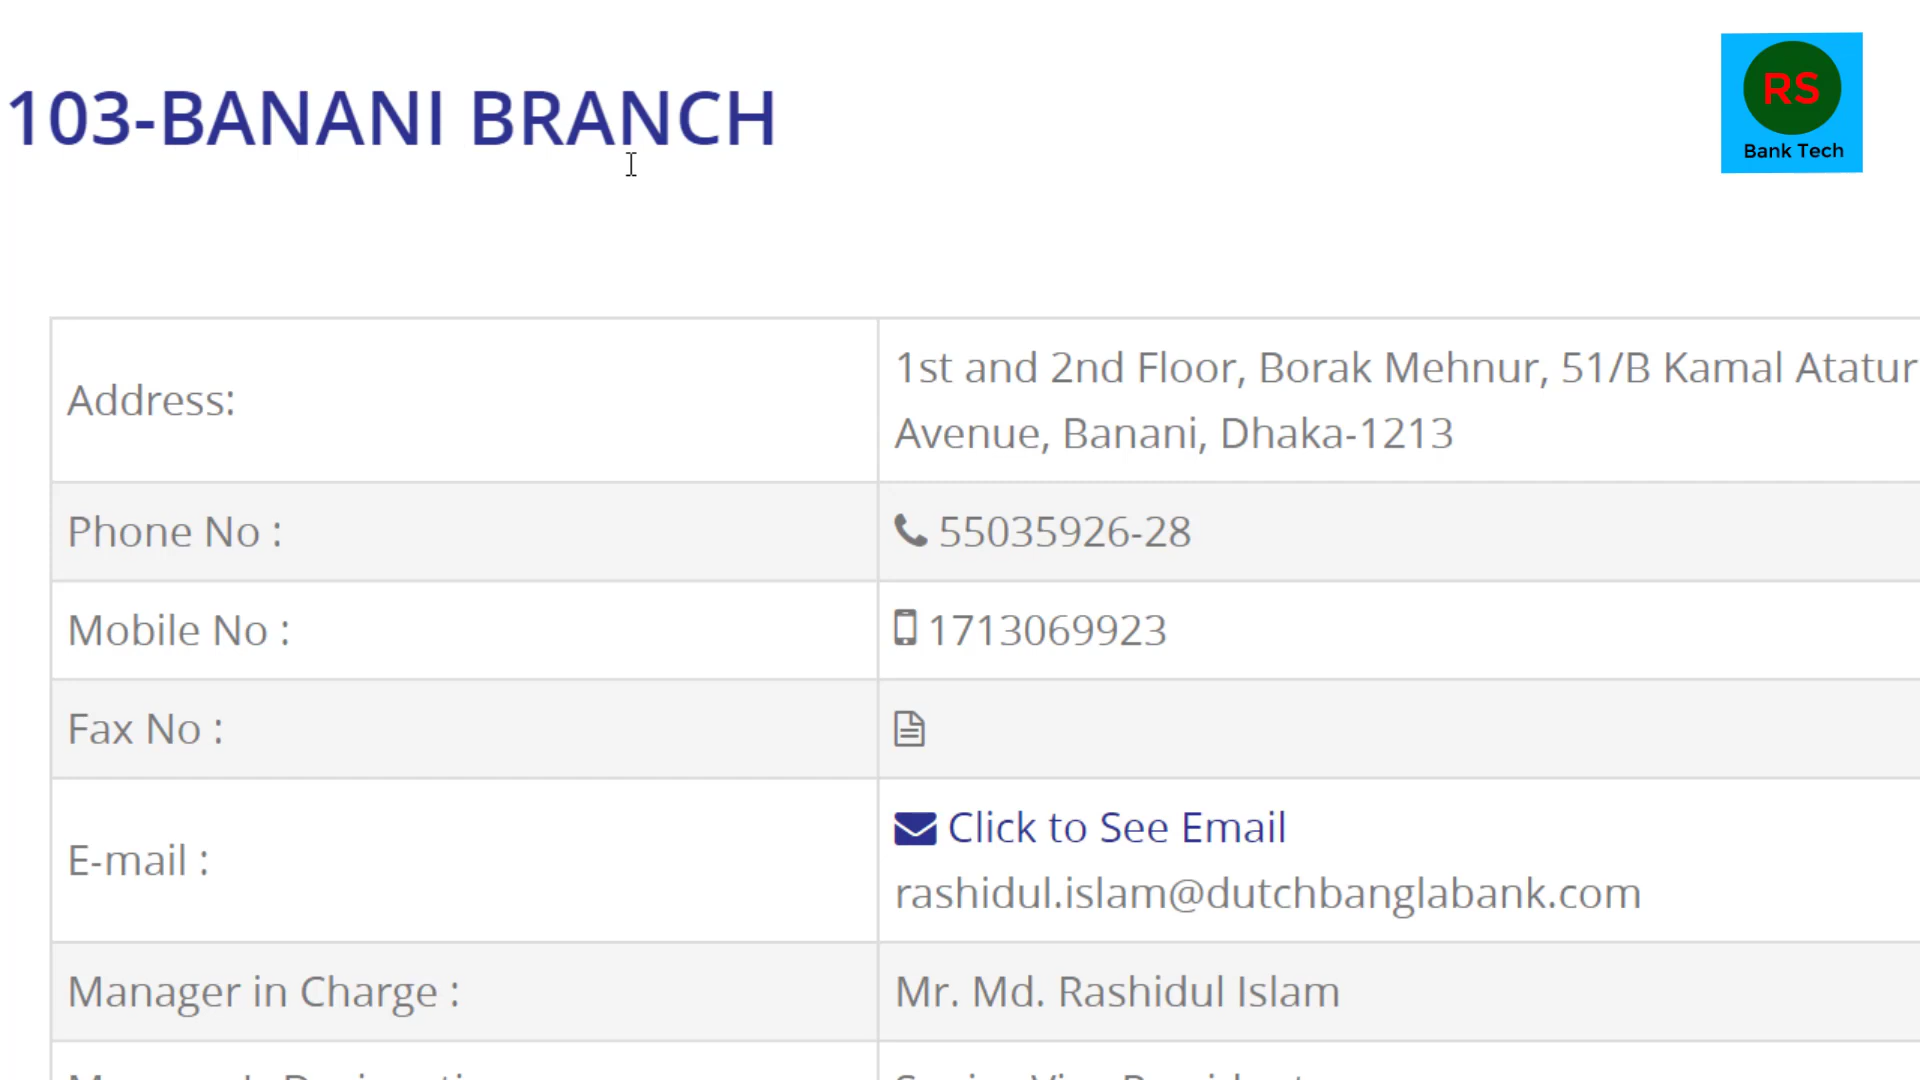 103-BANANI BRANCH
RS
Bank Tech
Address:
1st and 2nd Floor, Borak Mehnur, 51/B Kamal Atatur
Avenue, Banani, Dhaka-1213
Phone No :
55035926-28
Mobile No :
1713069923
Fax No :
E-mail :
Click to See Email
rashidul.islam@dutchbanglabank.com
Manager in Charge :
Mr. Md. Rashidul Islam